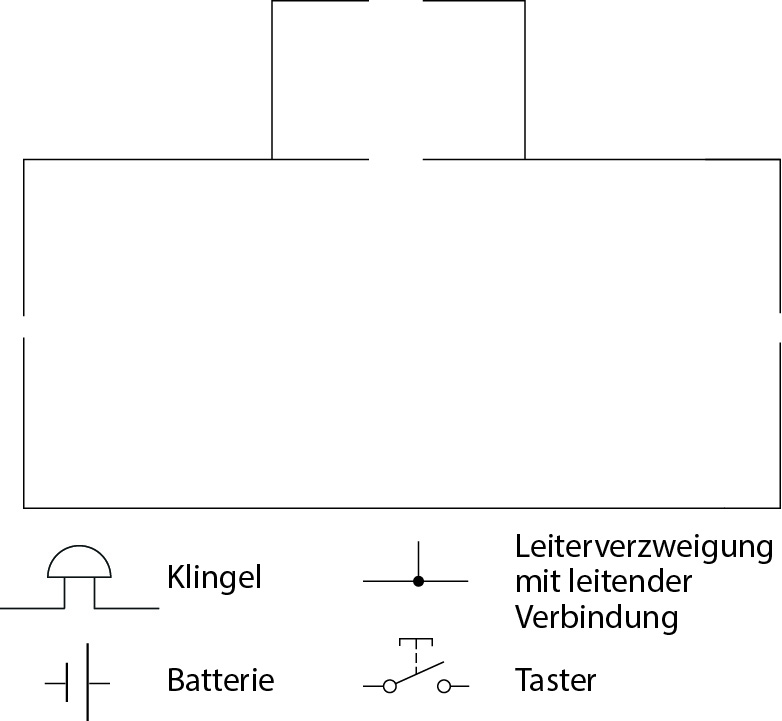 Klingel
Leiterverzweigung
mit leitender
Verbindung
Batterie
Taster